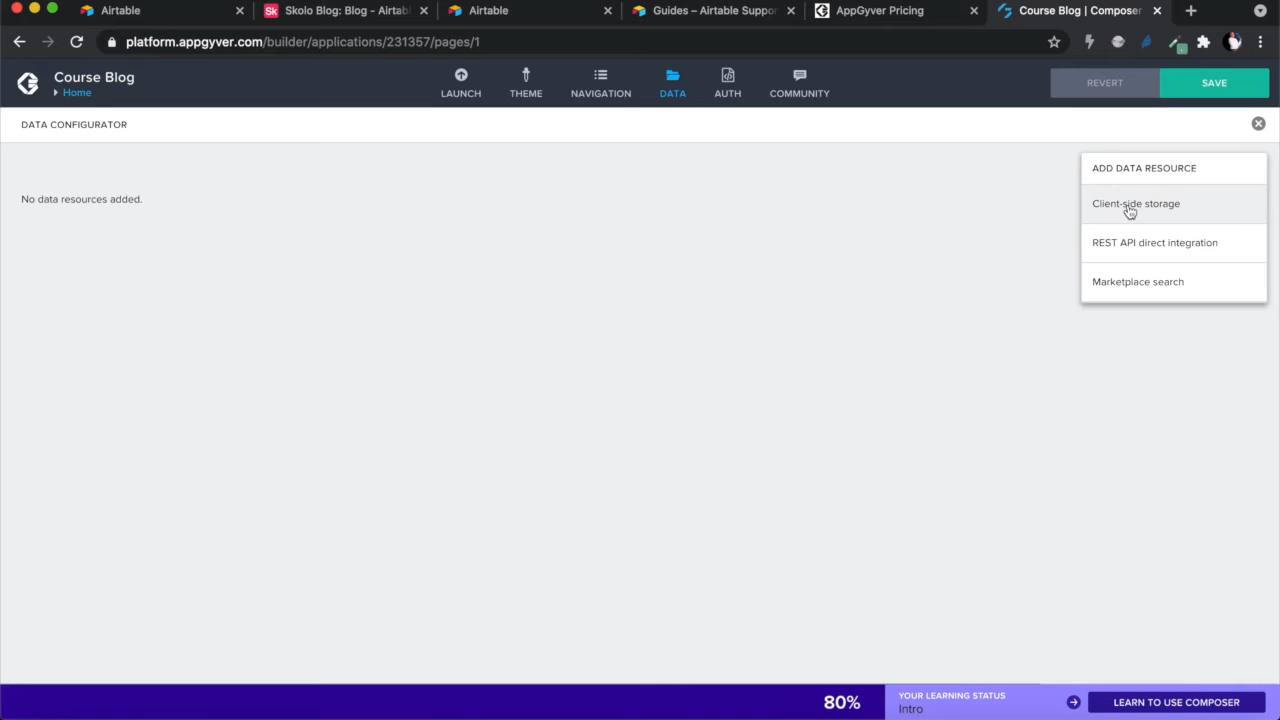 Airtable
Sk Skolo Blog: Blog - Airtabl
Airtable
Guides – Airtable Suppor
AppGyver Pricing
Course Blog | Composer
platform.appgyver.com/builder/applications/231357/pages/1
Course Blog
Home
LAUNCH
THEME
NAVIGATION
DATA
AUTH
COMMUNITY
REVERT
SAVE
DATA CONFIGURATOR
ADD DATA RESOURCE
No data resources added.
Client-side storage
REST API direct integration
Marketplace search
80%
YOUR LEARNING STATUS
Intro
LEARN TO USE COMPOSER